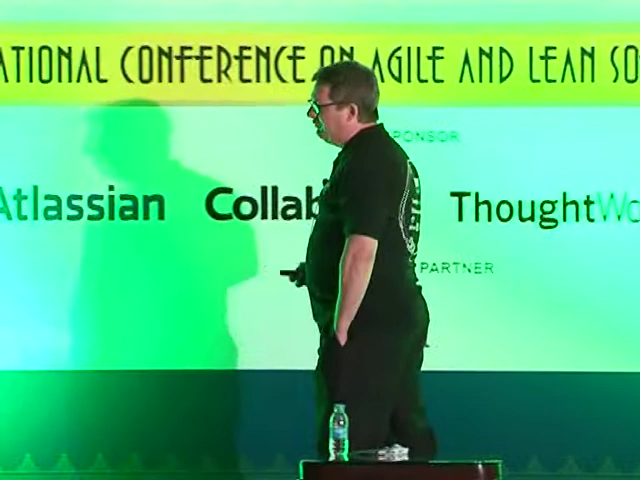 ATIONAL CONFERENCE ON AGILE AND LEAN SO
PONSOR
Atlassian Collab ThoughtWo
PARTNER